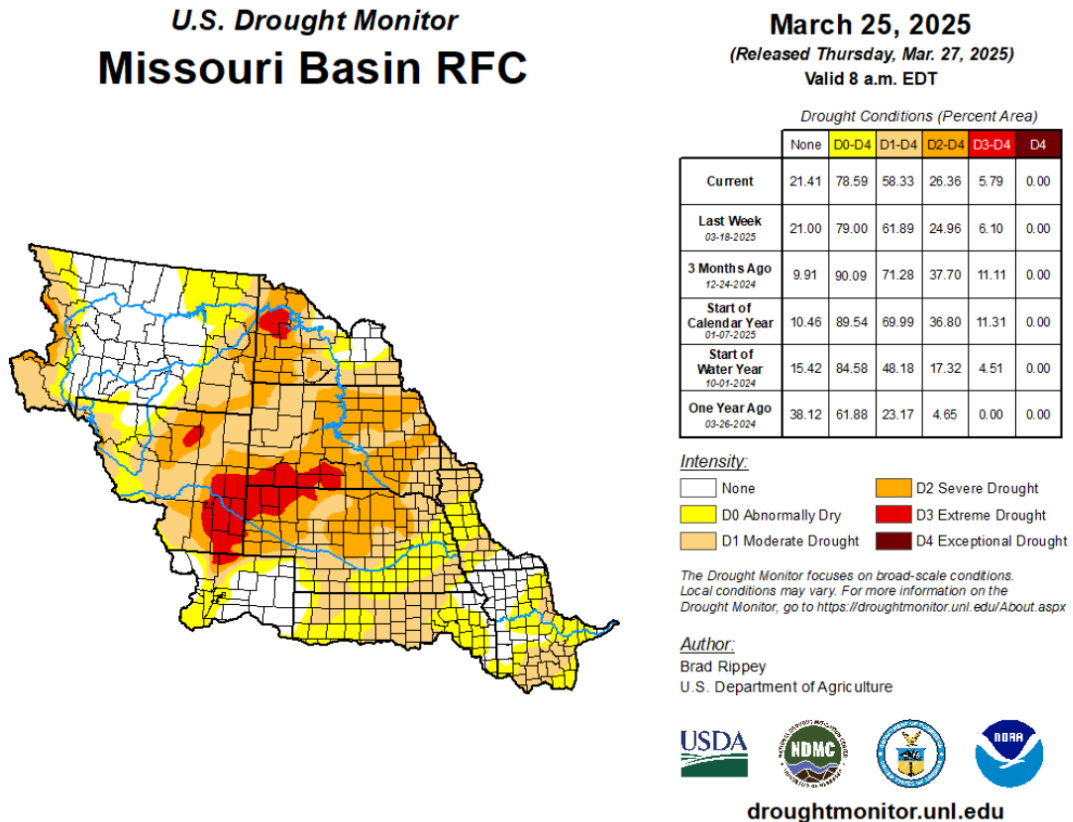 U.S. Drought Monitor
Missouri Basin RFC
March 25, 2025
(Released Thursday, Mar. 27, 2025)
Valid 8 a.m. EDT
Drought Conditions (Percent Area)
None D0-D4 D1-D4 D2-D4 D3-D4 D4
Current 21.41 78.59 58.33 26.36 5.79 0.00
Last Week
03-18-2025 21.00 79.00 61.89 24.96 6.10 0.00
3 Months Ago
12-24-2024 9.91 90.09 71.28 37.70 11.11 0.00
Start of
Calendar Year
01-07-2025 10.46 89.54 69.99 36.80 11.31 0.00
Start of
Water Year
10-01-2024 15.42 84.58 48.18 17.32 4.51 0.00
One Year Ago
03-26-2024 38.12 61.88 23.17 4.65 0.00 0.00
Intensity:
None
D0 Abnormally Dry
D1 Moderate Drought
D2 Severe Drought
D3 Extreme Drought
D4 Exceptional Drought
The Drought Monitor focuses on broad-scale conditions.
Local conditions may vary. For more information on the
Drought Monitor, go to https://droughtmonitor.unl.edu/About.aspx
Author:
Brad Rippey
U.S. Department of Agriculture
USDA
NDMC
NOAA
droughtmonitor.unl.edu